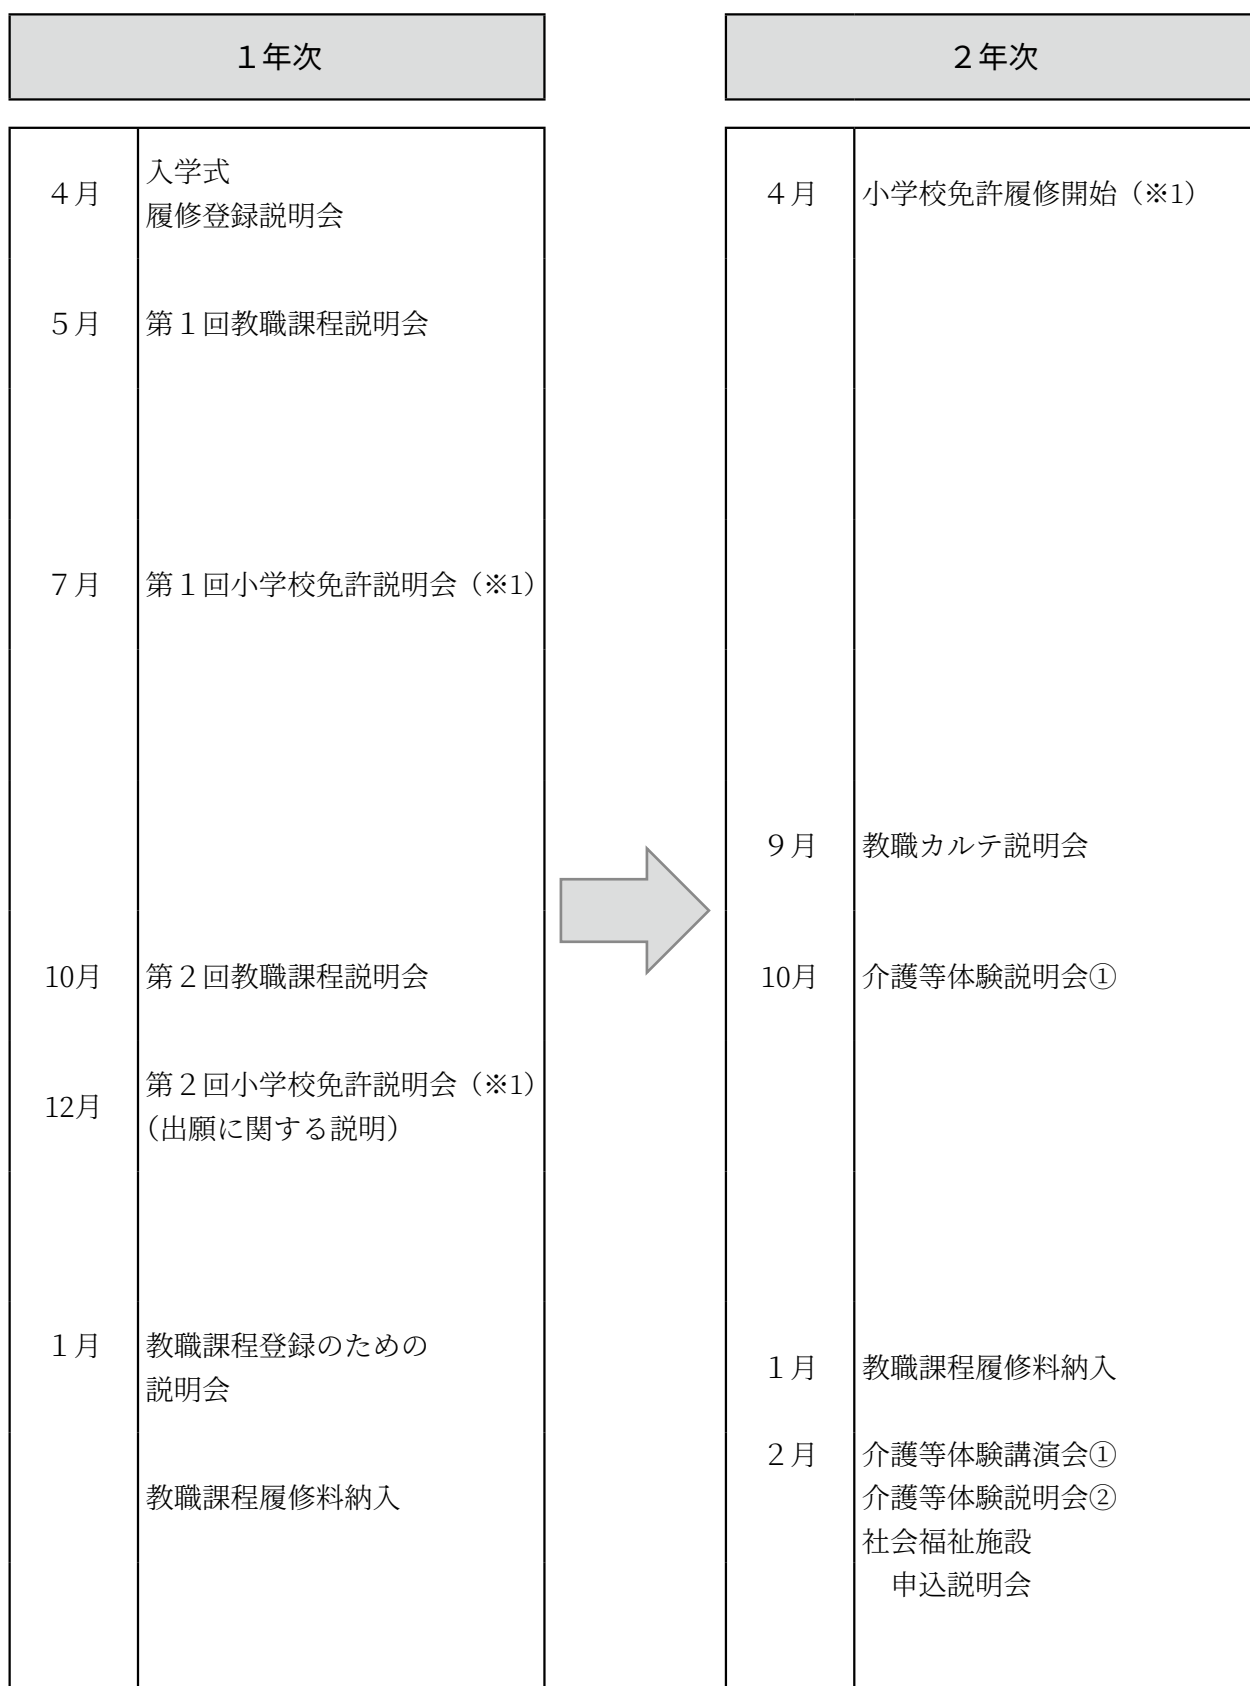 １年次
４月
入学式
履修登録説明会
５月
第１回教職課程説明会
７月
第１回小学校免許説明会（※1）
10月
第２回教職課程説明会
12月
第２回小学校免許説明会（※1）
（出願に関する説明）
１月
教職課程登録のための
説明会
教職課程履修料納入
２年次
４月
小学校免許履修開始（※1）
９月
教職カルテ説明会
10月
介護等体験説明会①
１月
教職課程履修料納入
２月
介護等体験講演会①
介護等体験説明会②
社会福祉施設
申込説明会